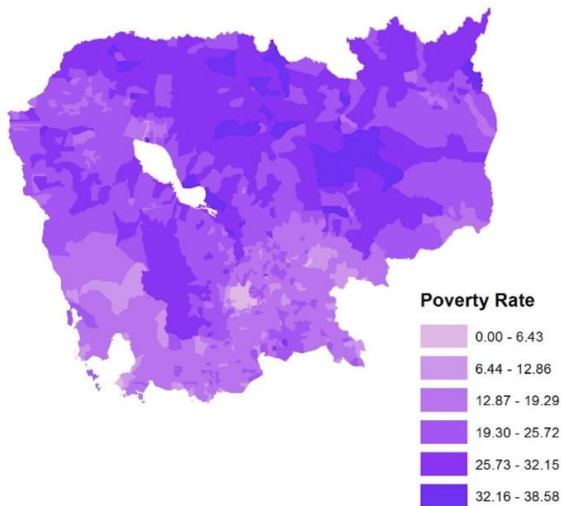 Poverty Rate
0.00 - 6.43
6.44 - 12.86
12.87 - 19.29
19.30 - 25.72
25.73 - 32.15
32.16 - 38.58